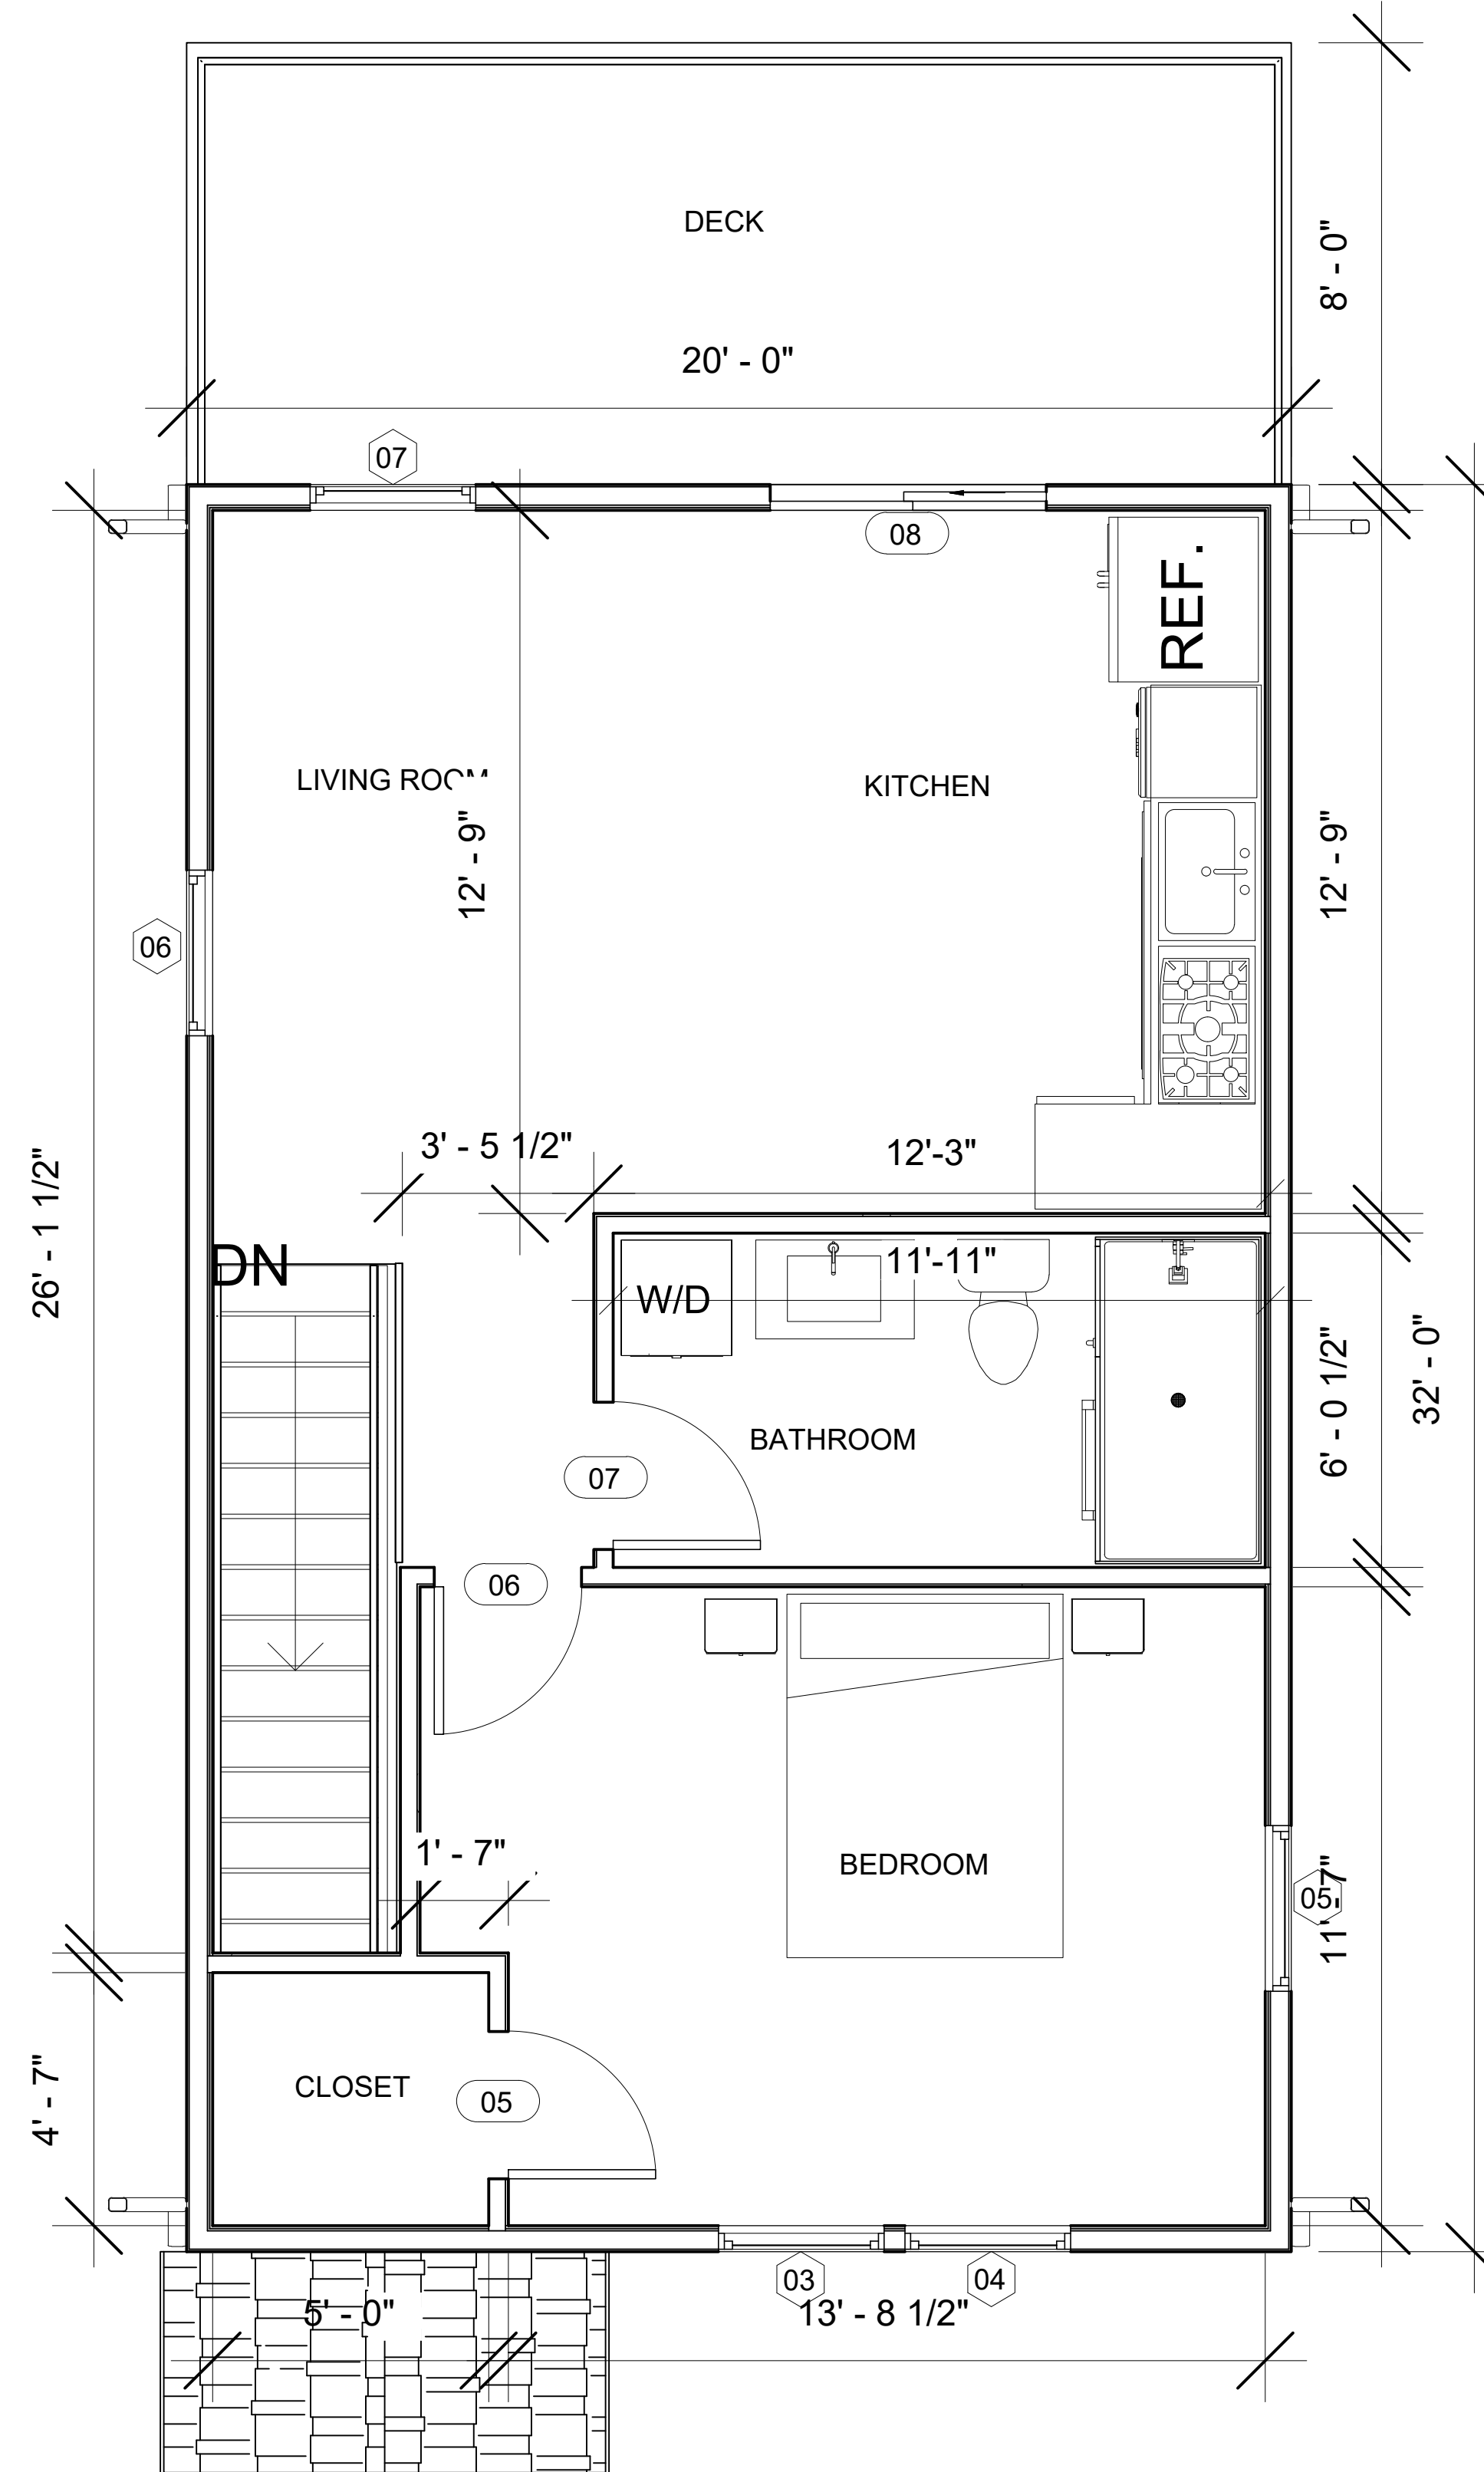 DECK
8' - 0"
20' - 0"
07
08
REF.
LIVING ROOM
KITCHEN
12' - 9"
12' - 9"
06
3' - 5 1/2"
12'-3"
26' - 1 1/2"
DN
11'-11"
W/D
6' - 0 1/2"
32' - 0"
BATHROOM
07
06
1' - 7"
BEDROOM
05
11' - 7"
CLOSET
05
4' - 7"
03
04
5' - 0"
13' - 8 1/2"